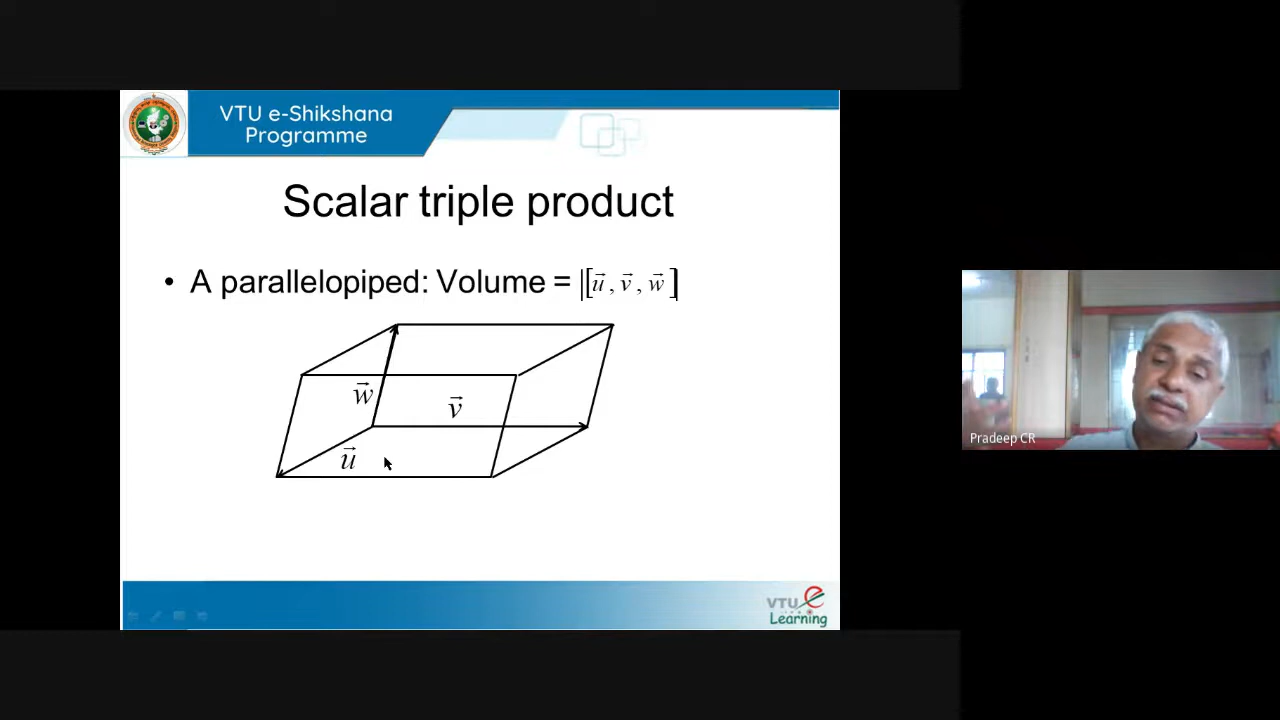 VTU e-Shikshana
Programme
Scalar triple product
• A parallelopiped: Volume = |[u⃗ , v⃗ , w⃗ ]|
w⃗
v⃗
u⃗
Pradeep CR
VTU e
Learning